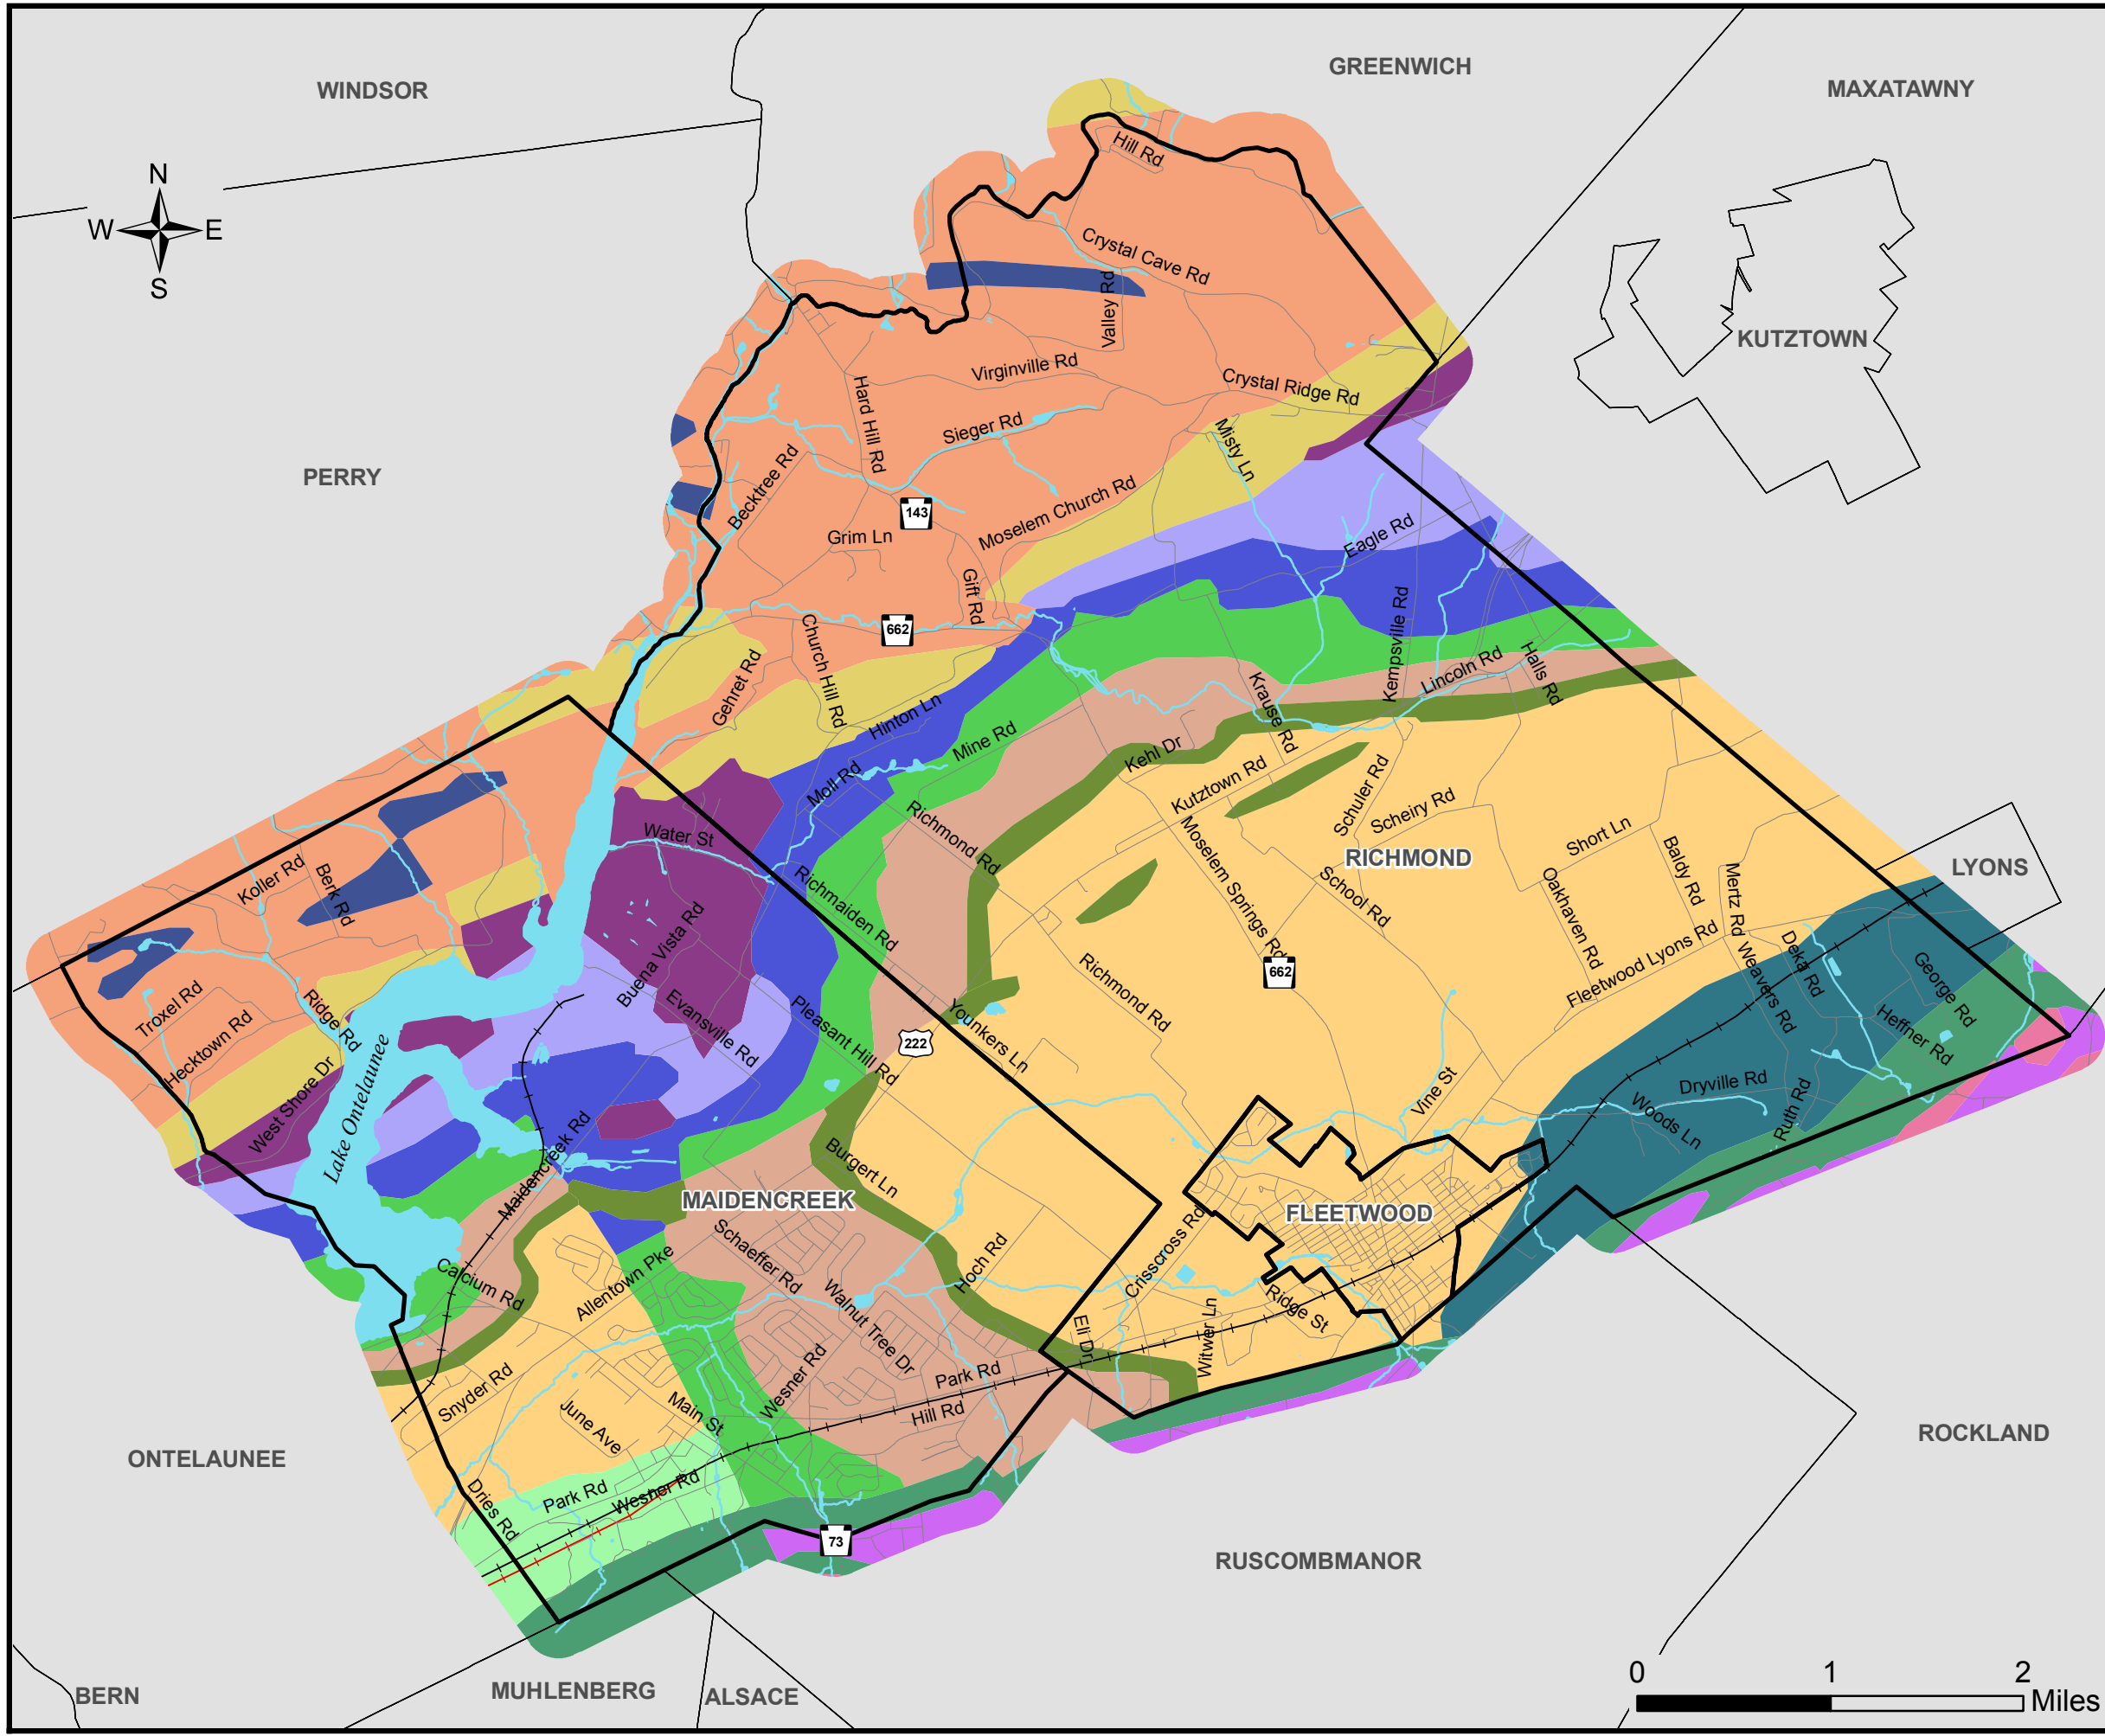 GREENWICH
WINDSOR
MAXATAWNY
Hill Rd
N
W E
S
Crystal Cave Rd
Valley Rd
KUTZTOWN
Virginville Rd
Crystal Ridge Rd
Hard Hill Rd
Sieger Rd
Misty Ln
PERRY
Becktree Rd
143
Moselem Church Rd
Grim Ln
Eagle Rd
Gift Rd
662
Church Hill Rd
Kempsville Rd
Gehret Rd
Lincoln Rd
Halls Rd
Krause Rd
Hinton Ln
Mine Rd
Kehl Dr
Moll Rd
Kutztown Rd
Schuler Rd
Scheiry Rd
Richmond Rd
Water St
Moselem Springs Rd
Short Ln
RICHMOND
Baldy Rd
LYONS
Koller Rd
Berk Rd
Richmaiden Rd
School Rd
Oakhaven Rd
Mertz Rd
Buena Vista Rd
Fleetwood Lyons Rd
Deka Rd
662
Richmond Rd
Weavers Rd
George Rd
Troxel Rd
Ridge Rd
Evansville Rd
Pleasant Hill Rd
Younkers Ln
Heffner Rd
Hecktown Rd
222
Lake Ontelaunee
West Shore Dr
Dryville Rd
Vine St
Woods Ln
Ruth Rd
Maidencreek Rd
Burgert Ln
MAIDENCREEK
FLEETWOOD
Crisscross Rd
Schaeffer Rd
Hoch Rd
Calcium Rd
Allentown Pke
Walnut Tree Dr
Ridge St
Eli Dr
Witwer Ln
Snyder Rd
Wesner Rd
Park Rd
June Ave
Main St
Hill Rd
ROCKLAND
ONTELAUNEE
Park Rd
Wesner Rd
Dries Rd
73
RUSCOMBMANOR
0 1 2
Miles
BERN
MUHLENBERG
ALSACE